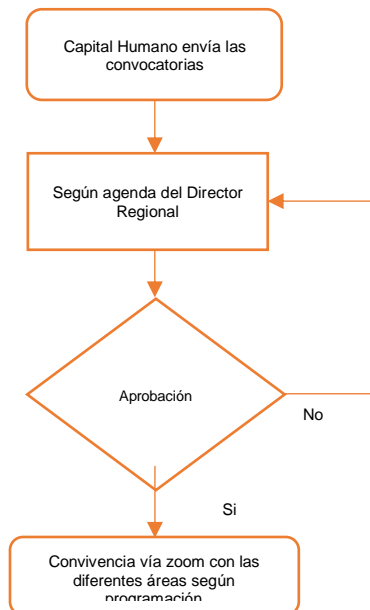 Capital Humano envía las
convocatorias
Según agenda del Director
Regional
Aprobación
No
Si
Convivencia vía zoom con las
diferentes áreas según
programación